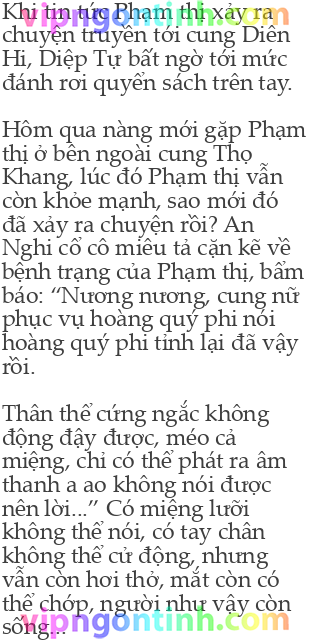 Khi tin tức Phạm thị xảy ra
vipngontinh.com
chuyện truyền tới cung Diên
Hi, Diệp Tự bất ngờ tới mức
đánh rơi quyển sách trên tay.
Hôm qua nàng mới gặp Phạm
thị ở bên ngoài cung Thọ
Khang, lúc đó Phạm thị vẫn
còn khỏe mạnh, sao mới đó
đã xảy ra chuyện rồi? An
Nghi cổ cô miêu tả cặn kẽ về
bệnh trạng của Phạm thị, bẩm
báo: “Nương nương, cung nữ
phục vụ hoàng quý phi nói
hoàng quý phi tỉnh lại đã vậy
rồi.
vipngontinh.com
Thân thể cứng ngắc không
động đậy được, méo cả
miệng, chỉ có thể phát ra âm
thanh a ao không nói được
nên lời...” Có miệng lưỡi
không thể nói, có tay chân
không thể cử động, nhưng
vẫn còn hơi thở, mắt còn có
thể chớp, người như vậy còn
vipngontinh.com
sống...